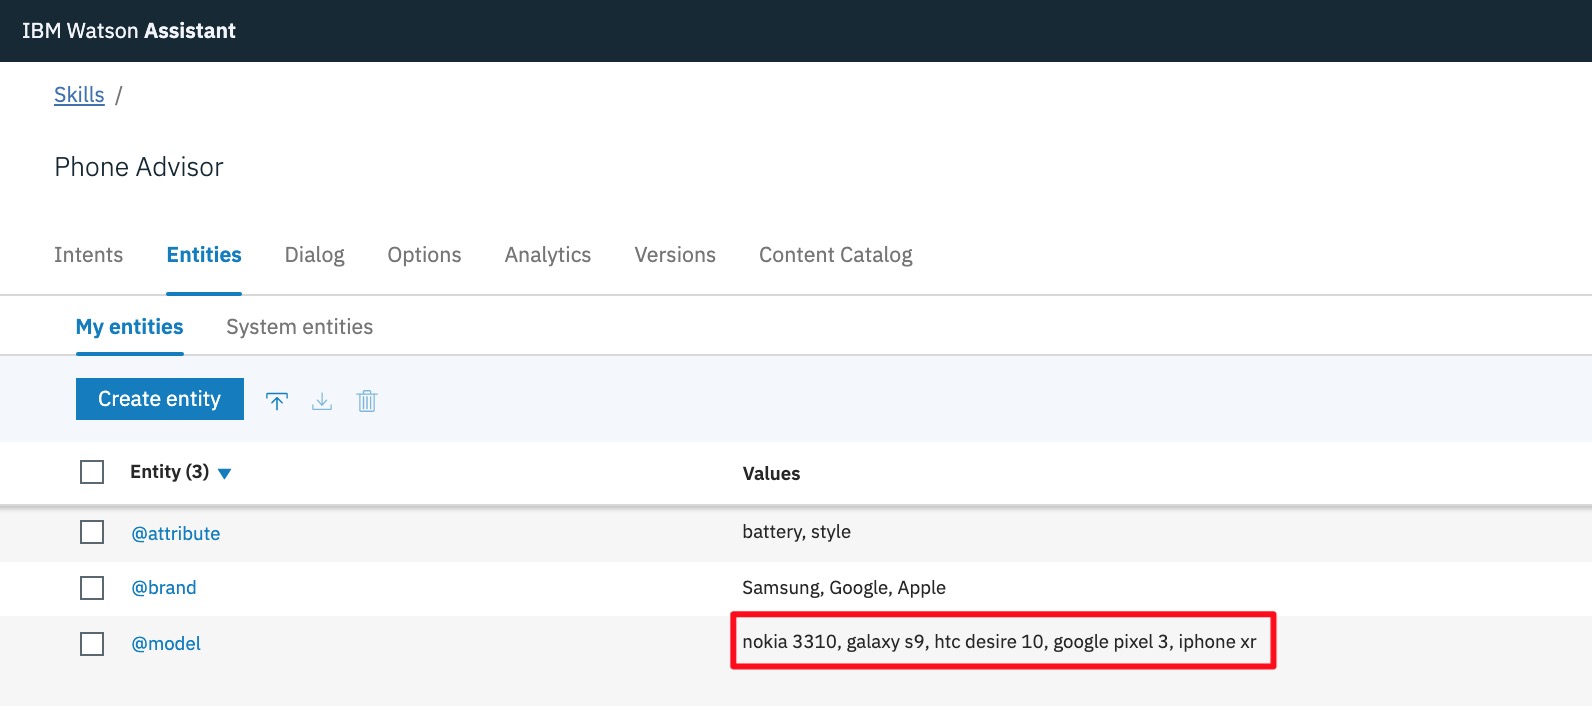 IBM Watson Assistant
Skills /
Phone Advisor
Intents Entities Dialog Options Analytics Versions Content Catalog
My entities System entities
Create entity
Entity (3) Values
@attribute battery, style
@brand Samsung, Google, Apple
@model nokia 3310, galaxy s9, htc desire 10, google pixel 3, iphone xr